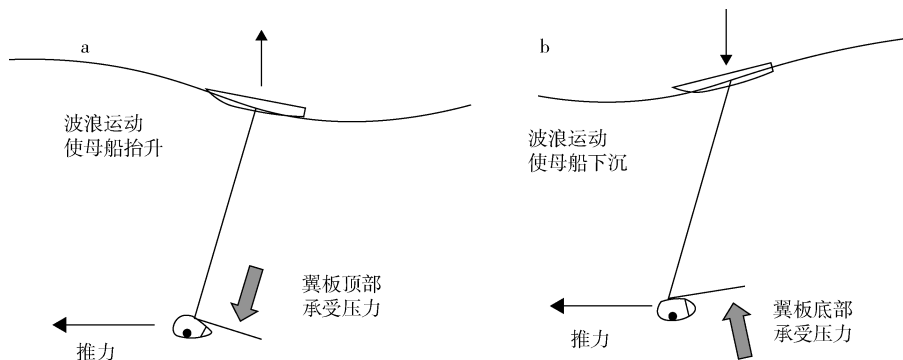 a
波浪运动
使母船抬升
翼板顶部
承受压力
推力
b
波浪运动
使母船下沉
翼板底部
承受压力
推力